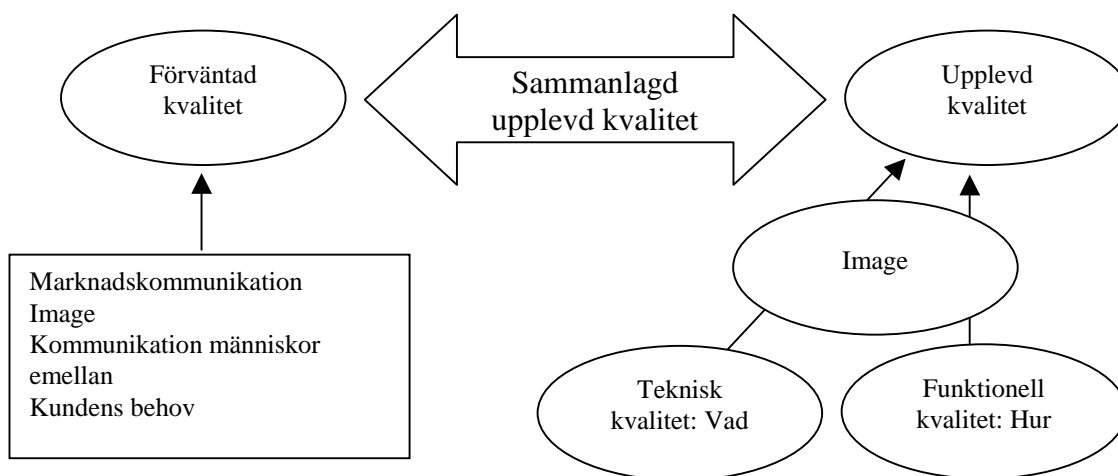 Förväntad
kvalitet
Sammanlagd
upplevd kvalitet
Upplevd
kvalitet
Marknadskommunikation
Image
Kommunikation människor
emellan
Kundens behov
Image
Teknisk
kvalitet: Vad
Funktionell
kvalitet: Hur